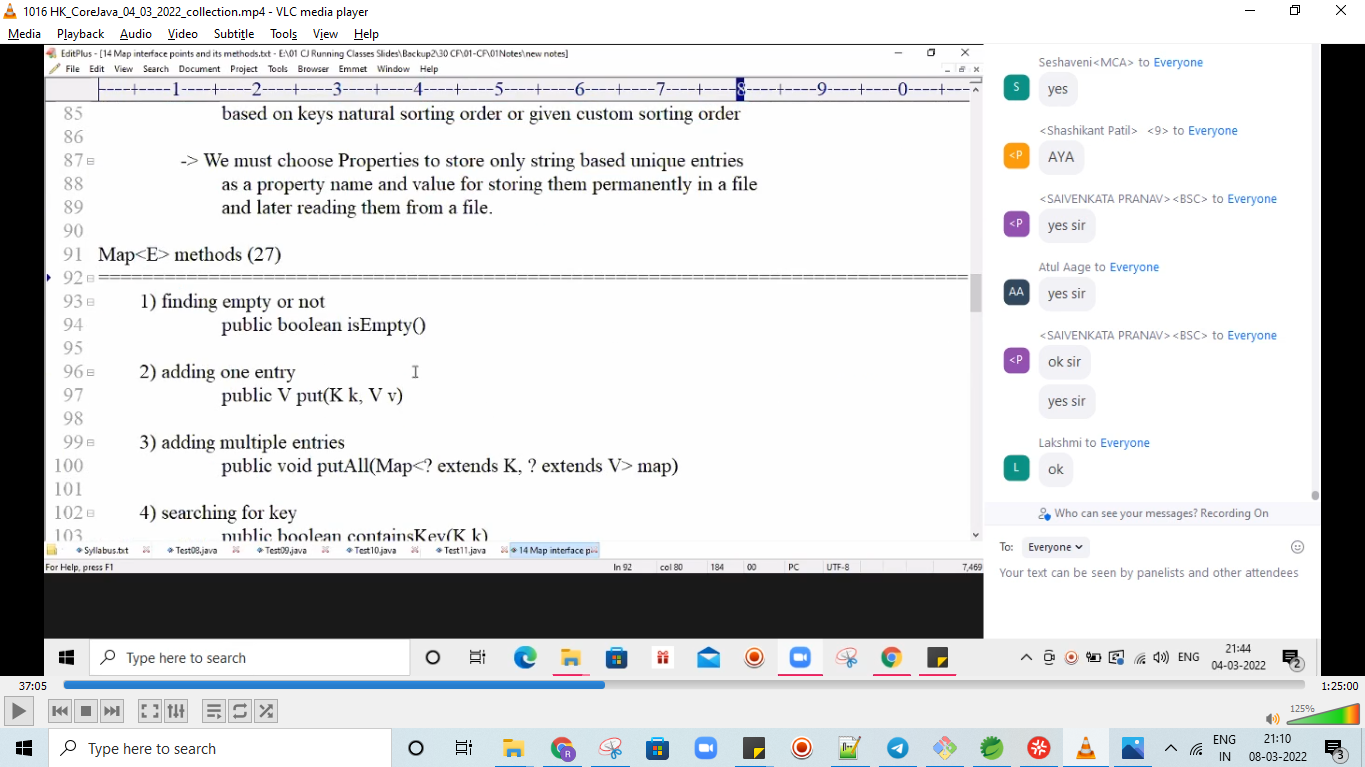 1016 HK_CoreJava_04_03_2022_collection.mp4 - VLC media player
Media Playback Audio Video Subtitle Tools View Help
EditPlus - [14 Map interface points and its methods.txt - E:\01 CJ Running Classes Slides\Backup2\30 CF\01-CF\01Notes\new notes]
File Edit View Search Document Project Tools Browser Emmet Window Help
----+----1----+----2----+----3----+----4----+----5----+----6----+----7----+----8----+----9----+----0----+----
85 based on keys natural sorting order or given custom sorting order
86
87 -> We must choose Properties to store only string based unique entries
88 as a property name and value for storing them permanently in a file
89 and later reading them from a file.
90
91 Map<E> methods (27)
92 ================================================================================
93 1) finding empty or not
94 public boolean isEmpty()
95
96 2) adding one entry
97 public V put(K k, V v)
98
99 3) adding multiple entries
100 public void putAll(Map<? extends K, ? extends V> map)
101
102 4) searching for key
103 public boolean containsKey(K k)
Syllabus.txt Test08.java Test09.java Test10.java Test11.java 14 Map interface p
For Help, press F1 ln 92 col 80 184 00 PC UTF-8 7,469
Seshaveni<MCA> to Everyone
S yes
<Shashikant Patil> <9> to Everyone
<P AYA
<SAIVENKATA PRANAV><BSC> to Everyone
<P yes sir
Atul Aage to Everyone
AA yes sir
<SAIVENKATA PRANAV><BSC> to Everyone
<P ok sir
yes sir
Lakshmi to Everyone
L ok
Who can see your messages? Recording On
To: Everyone
Your text can be seen by panelists and other attendees
Type here to search ENG 21:44 04-03-2022 2
37:05 1:25:00
125%
Type here to search ENG IN 21:10 08-03-2022 3